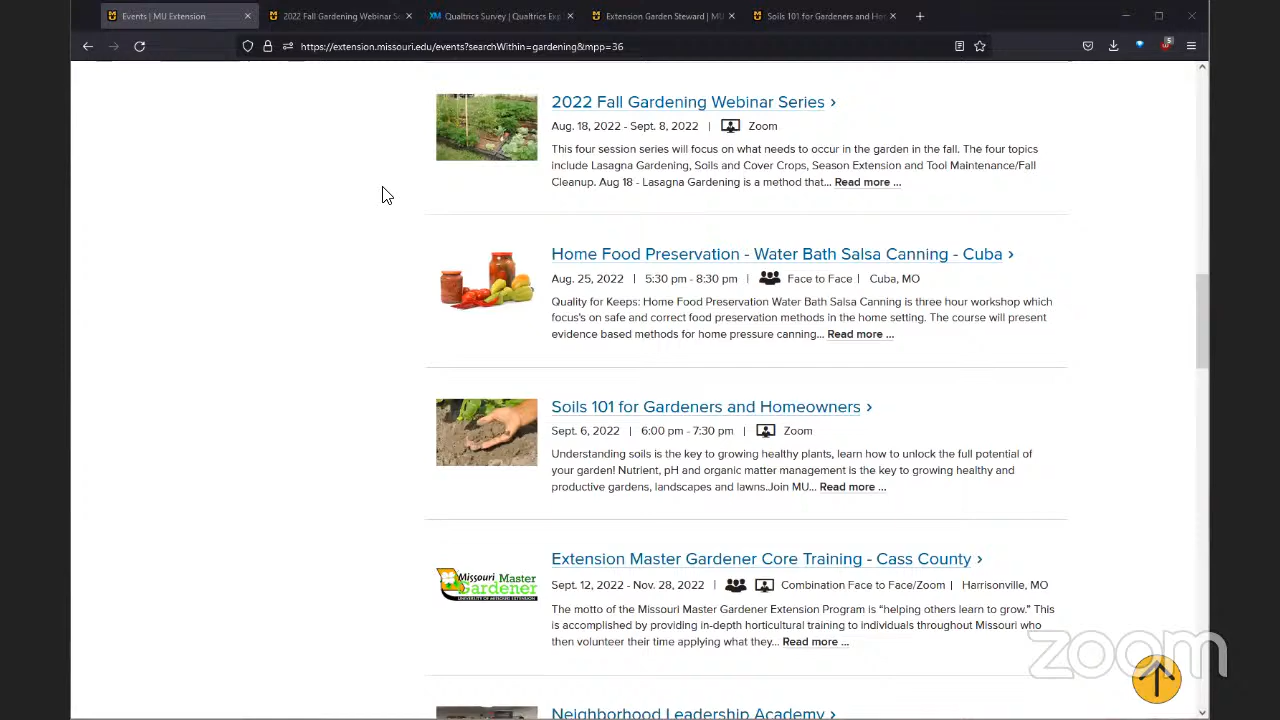 Events | MU Extension
2022 Fall Gardening Webinar S
Qualtrics Survey | Qualtrics Exp
Extension Garden Steward | MU
Soils 101 for Gardeners and Ho
https://extension.missouri.edu/events?searchWithin=gardening&mpp=36
5
2022 Fall Gardening Webinar Series ›
Aug. 18, 2022 - Sept. 8, 2022 | Zoom
This four session series will focus on what needs to occur in the garden in the fall. The four topics
include Lasagna Gardening, Soils and Cover Crops, Season Extension and Tool Maintenance/Fall
Cleanup. Aug 18 - Lasagna Gardening is a method that... Read more ...
Home Food Preservation - Water Bath Salsa Canning - Cuba ›
Aug. 25, 2022 | 5:30 pm - 8:30 pm | Face to Face | Cuba, MO
Quality for Keeps: Home Food Preservation Water Bath Salsa Canning is three hour workshop which
focus's on safe and correct food preservation methods in the home setting. The course will present
evidence based methods for home pressure canning... Read more ...
Soils 101 for Gardeners and Homeowners ›
Sept. 6, 2022 | 6:00 pm - 7:30 pm | Zoom
Understanding soils is the key to growing healthy plants, learn how to unlock the full potential of
your garden! Nutrient, pH and organic matter management is the key to growing healthy and
productive gardens, landscapes and lawns.Join MU... Read more ...
Extension Master Gardener Core Training - Cass County ›
Missouri Master
Gardener
UNIVERSITY OF MISSOURI EXTENSION
Sept. 12, 2022 - Nov. 28, 2022 | Combination Face to Face/Zoom | Harrisonville, MO
The motto of the Missouri Master Gardener Extension Program is “helping others learn to grow.” This
is accomplished by providing in-depth horticultural training to individuals throughout Missouri who
then volunteer their time applying what they... Read more ...
zoom
Neighborhood Leadership Academy ›